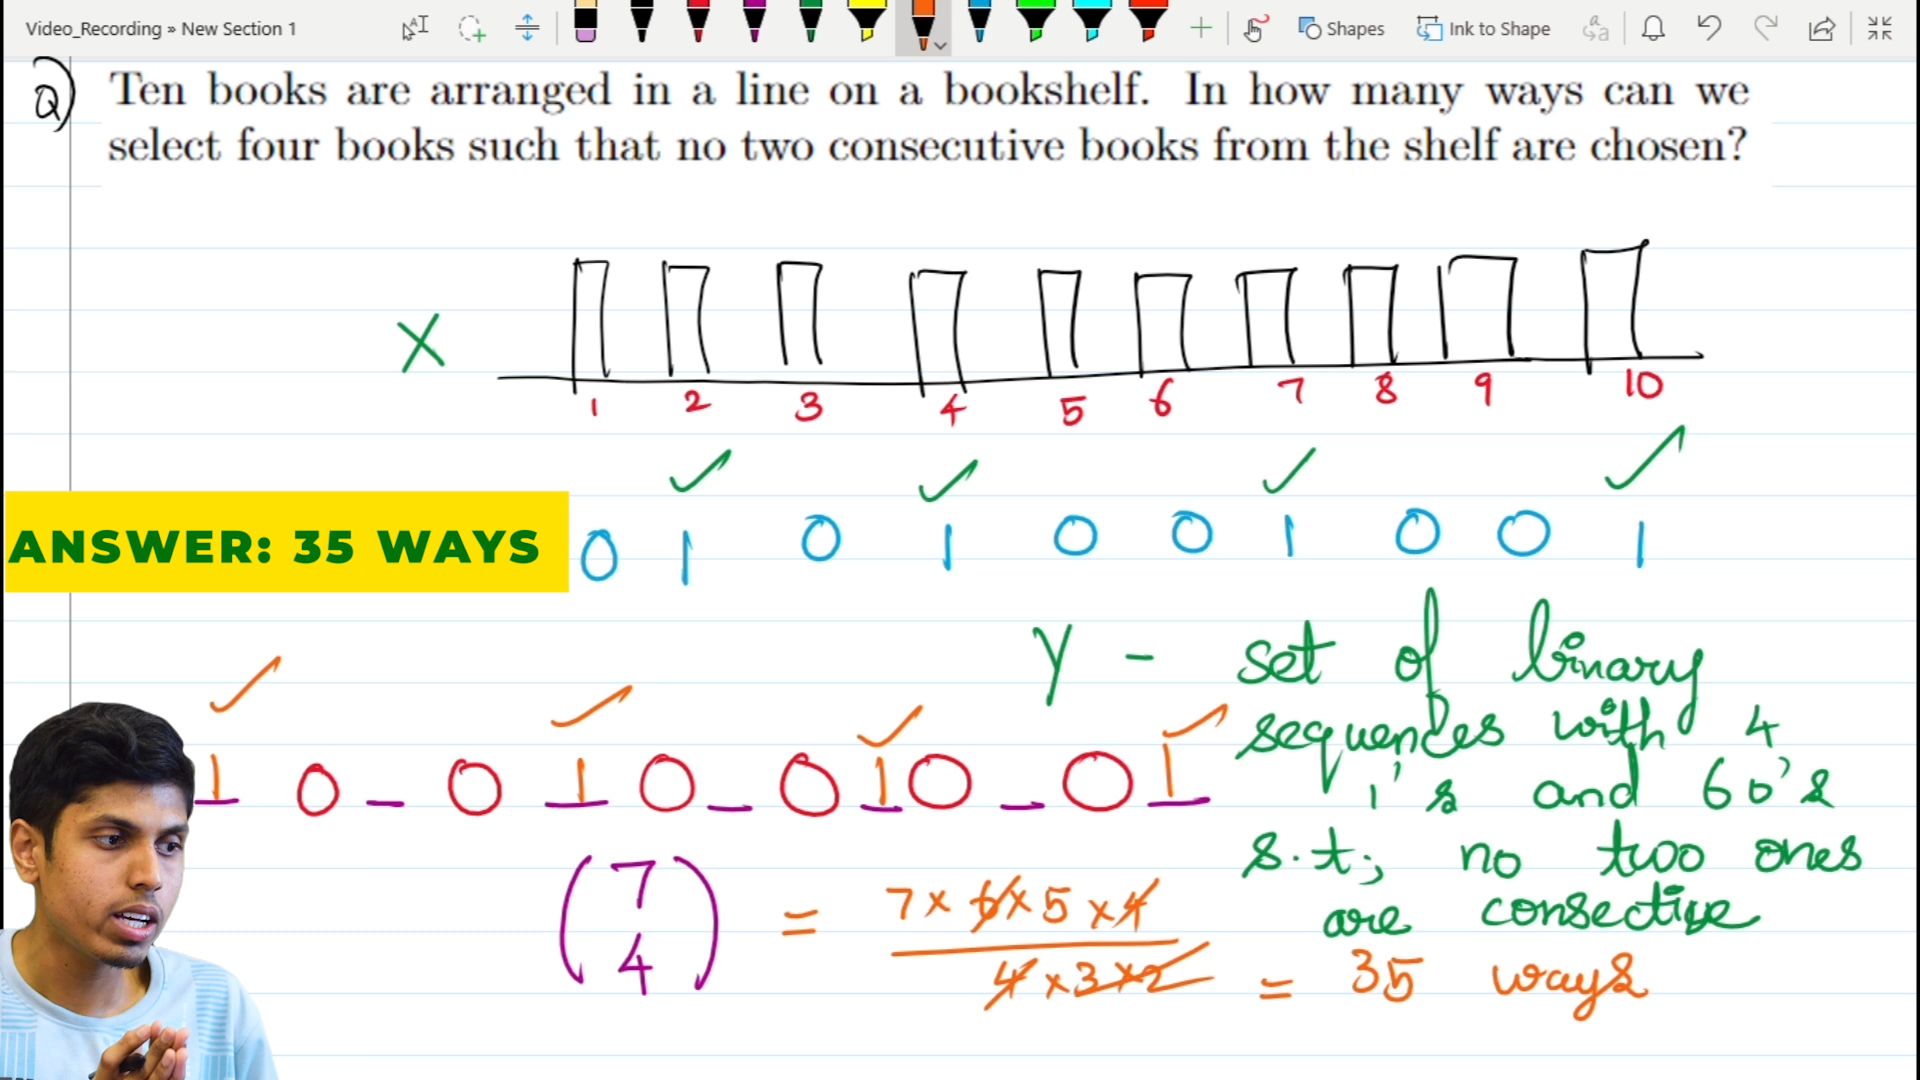 Video_Recording » New Section 1
Shapes
Ink to Shape
Q) Ten books are arranged in a line on a bookshelf. In how many ways can we
select four books such that no two consecutive books from the shelf are chosen?
X
1 2 3 4 5 6 7 8 9 10
ANSWER: 35 WAYS
0 1 0 1 0 0 1 0 0 1
Y - set of binary
sequences with 4
1's and 6 0's
s.t; no two ones
are consective
1 0 _ 0 1 0 _ 0 1 0 _ 0 1
(7 4) = 7 x 6 x 5 x 4 / 4 x 3 x 2 = 35 ways